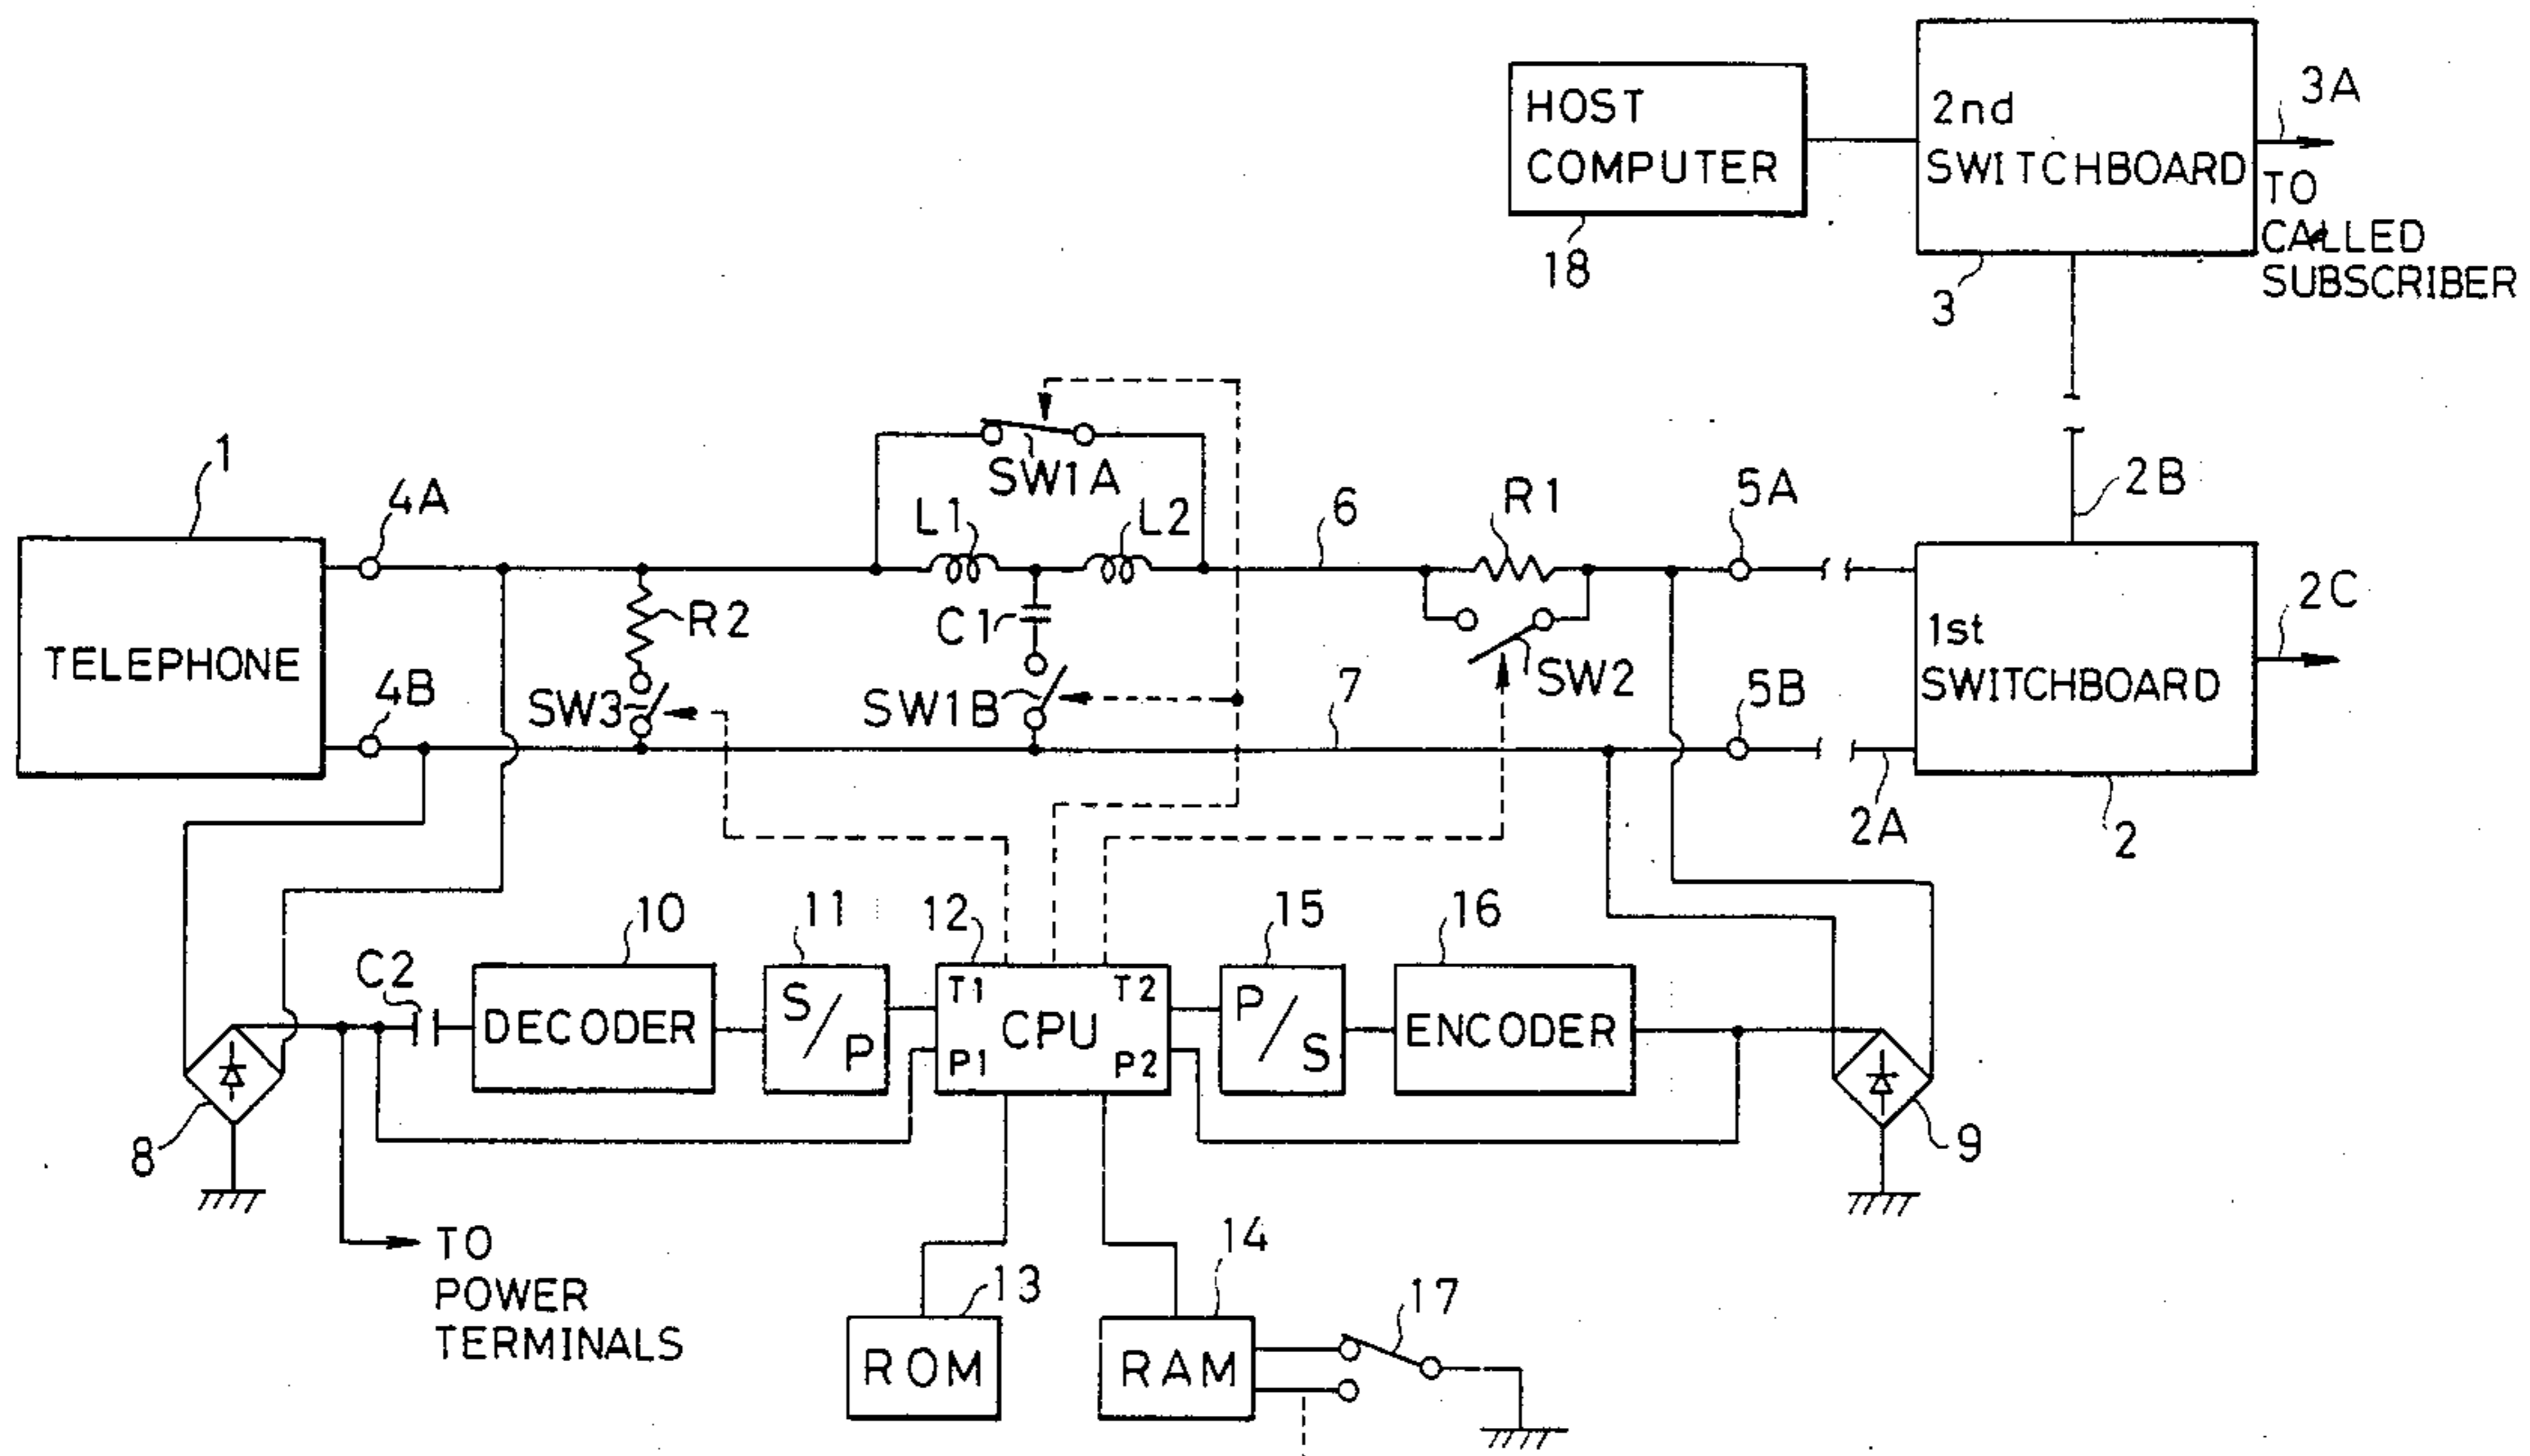 HOST
COMPUTER
18
2nd
SWITCHBOARD
3
3A
TO
CALLED
SUBSCRIBER
1
TELEPHONE
4A
4B
R2
SW3
SW1A
L1
L2
C1
SW1B
6
7
R1
SW2
5A
5B
2B
1st
SWITCHBOARD
2C
2A
2
8
C2
10
DECODER
11
S/P
12
T1
T2
CPU
P1
P2
15
P/S
16
ENCODER
9
TO
POWER
TERMINALS
13
ROM
14
RAM
17